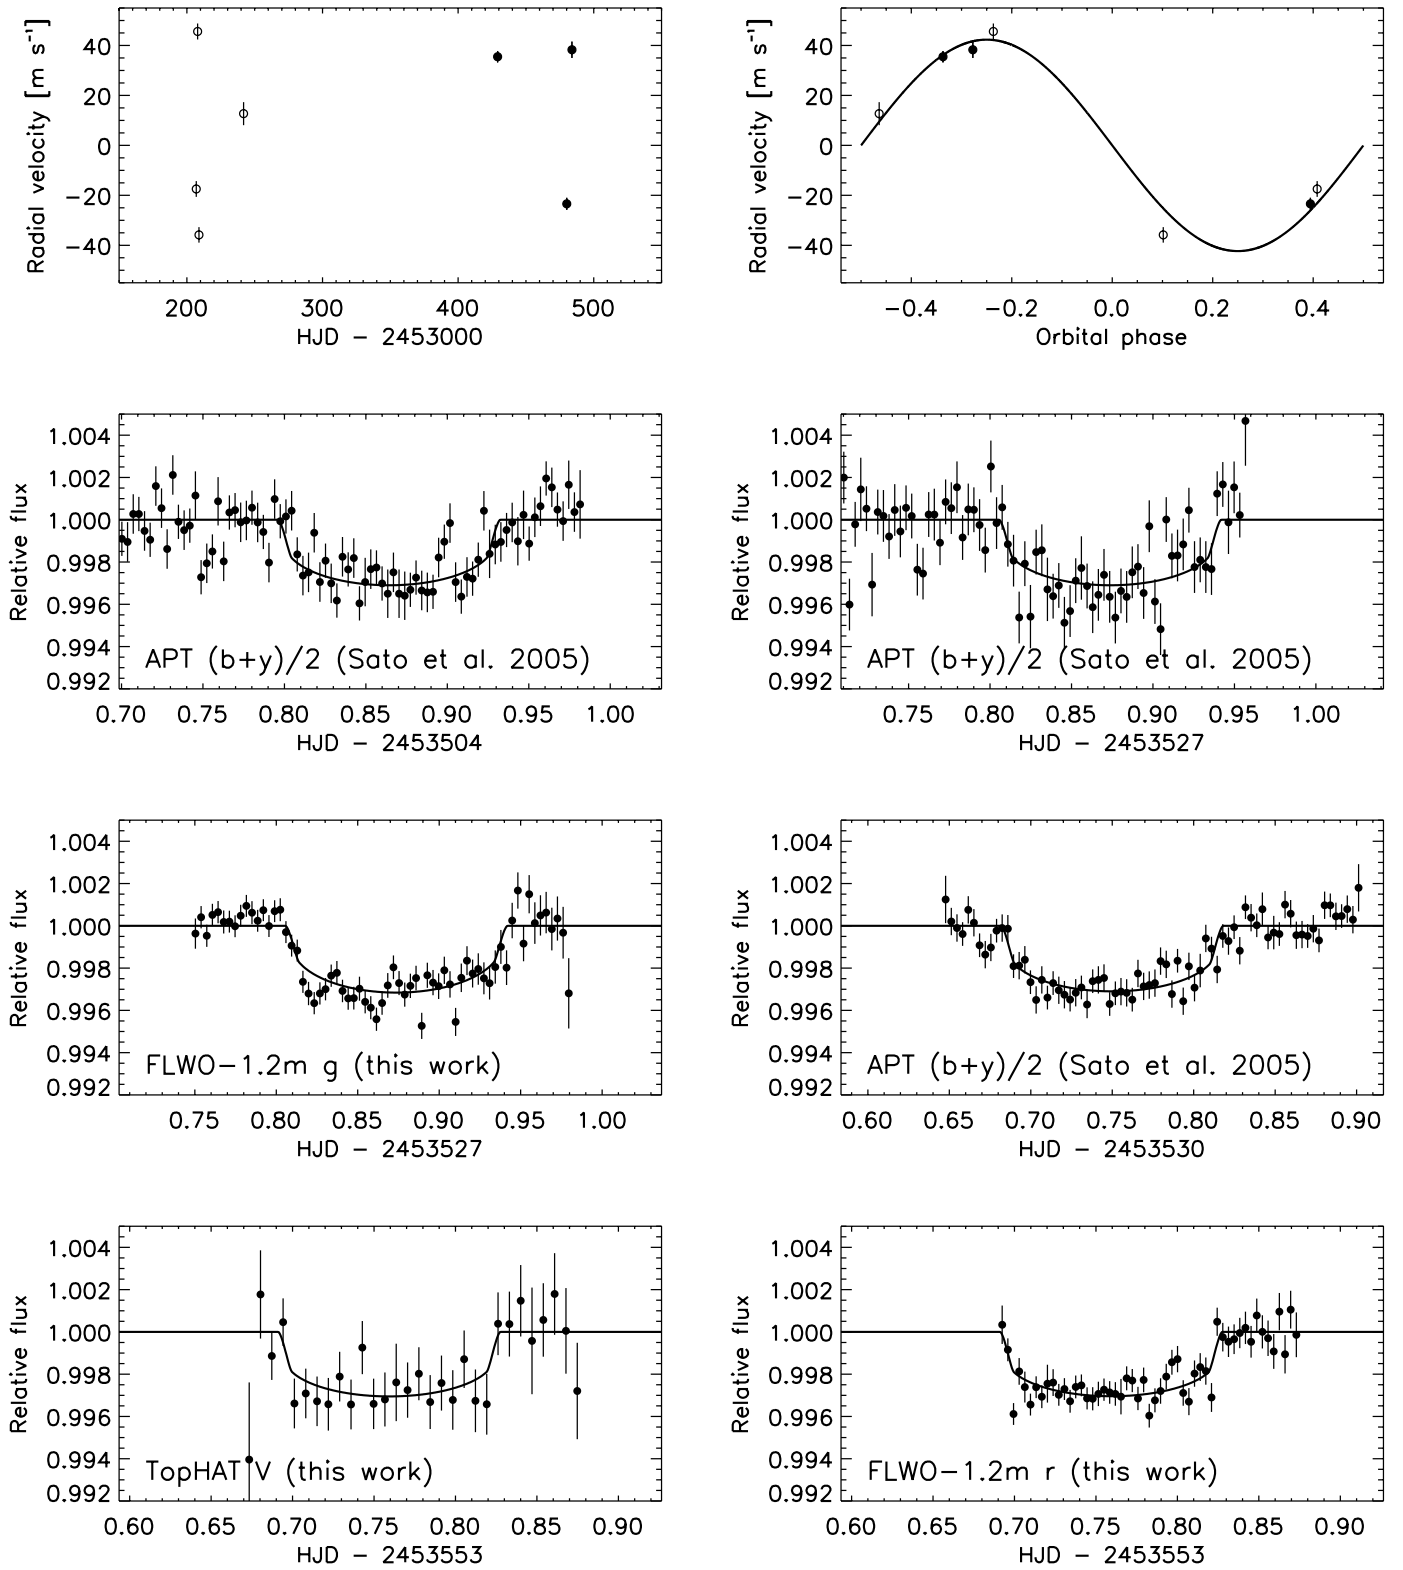 Radial velocity [m s⁻¹]
40
20
0
−20
−40
200 300 400 500
HJD − 2453000
Radial velocity [m s⁻¹]
40
20
0
−20
−40
−0.4 −0.2 0.0 0.2 0.4
Orbital phase
Relative flux
1.004
1.002
1.000
0.998
0.996
0.994
0.992
APT (b+y)/2 (Sato et al. 2005)
0.70 0.75 0.80 0.85 0.90 0.95 1.00
HJD − 2453504
Relative flux
1.004
1.002
1.000
0.998
0.996
0.994
0.992
APT (b+y)/2 (Sato et al. 2005)
0.75 0.80 0.85 0.90 0.95 1.00
HJD − 2453527
Relative flux
1.004
1.002
1.000
0.998
0.996
0.994
0.992
FLWO−1.2m g (this work)
0.75 0.80 0.85 0.90 0.95 1.00
HJD − 2453527
Relative flux
1.004
1.002
1.000
0.998
0.996
0.994
0.992
APT (b+y)/2 (Sato et al. 2005)
0.60 0.65 0.70 0.75 0.80 0.85 0.90
HJD − 2453530
Relative flux
1.004
1.002
1.000
0.998
0.996
0.994
0.992
TopHAT V (this work)
0.60 0.65 0.70 0.75 0.80 0.85 0.90
HJD − 2453553
Relative flux
1.004
1.002
1.000
0.998
0.996
0.994
0.992
FLWO−1.2m r (this work)
0.60 0.65 0.70 0.75 0.80 0.85 0.90
HJD − 2453553